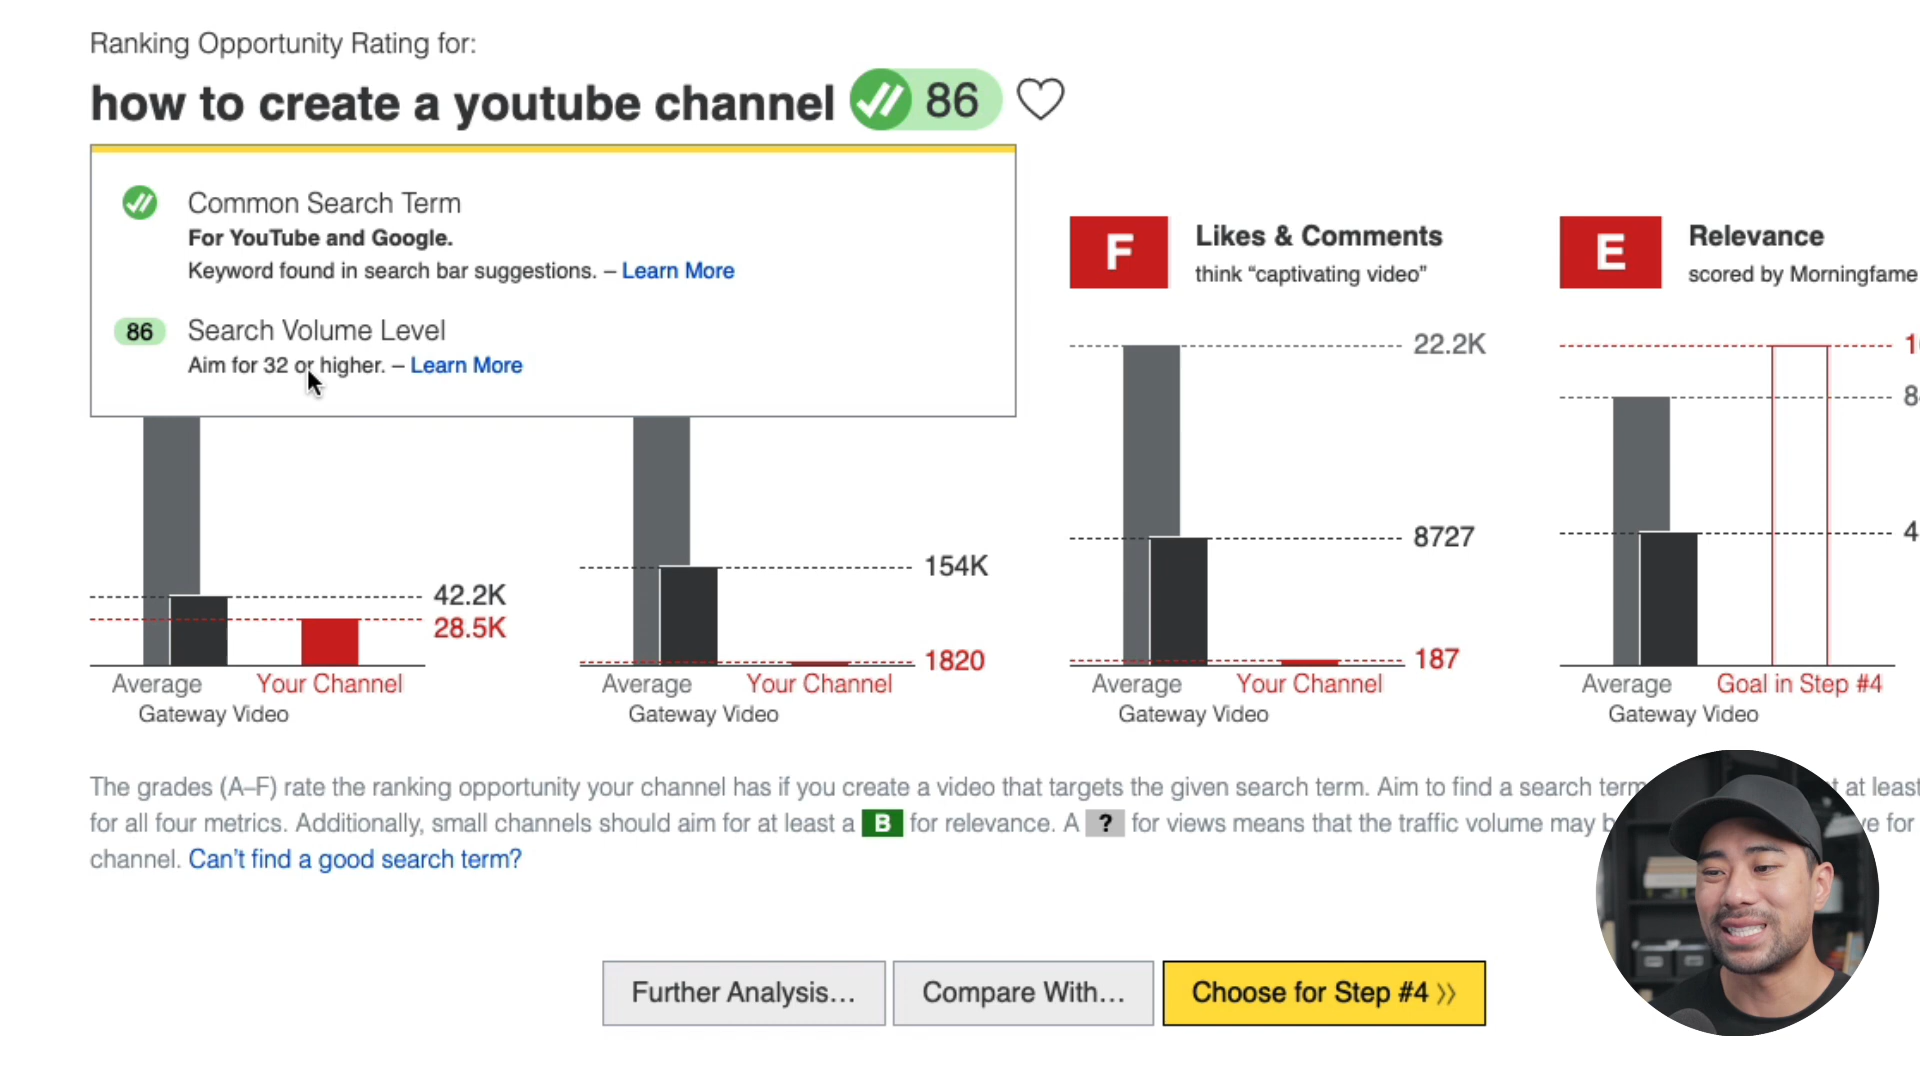 Ranking Opportunity Rating for:
how to create a youtube channel 86
Common Search Term
For YouTube and Google.
Keyword found in search bar suggestions. – Learn More
86 Search Volume Level
Aim for 32 or higher. – Learn More
F Likes & Comments
think “captivating video”
E Relevance
scored by Morningfame
42.2K
28.5K
Average Your Channel
Gateway Video
154K
1820
Average Your Channel
Gateway Video
22.2K
8727
187
Average Your Channel
Gateway Video
Average Goal in Step #4
Gateway Video
The grades (A–F) rate the ranking opportunity your channel has if you create a video that targets the given search term. Aim to find a search term at least
for all four metrics. Additionally, small channels should aim for at least a B for relevance. A ? for views means that the traffic volume may for
channel. Can’t find a good search term?
Further Analysis…
Compare With…
Choose for Step #4 »